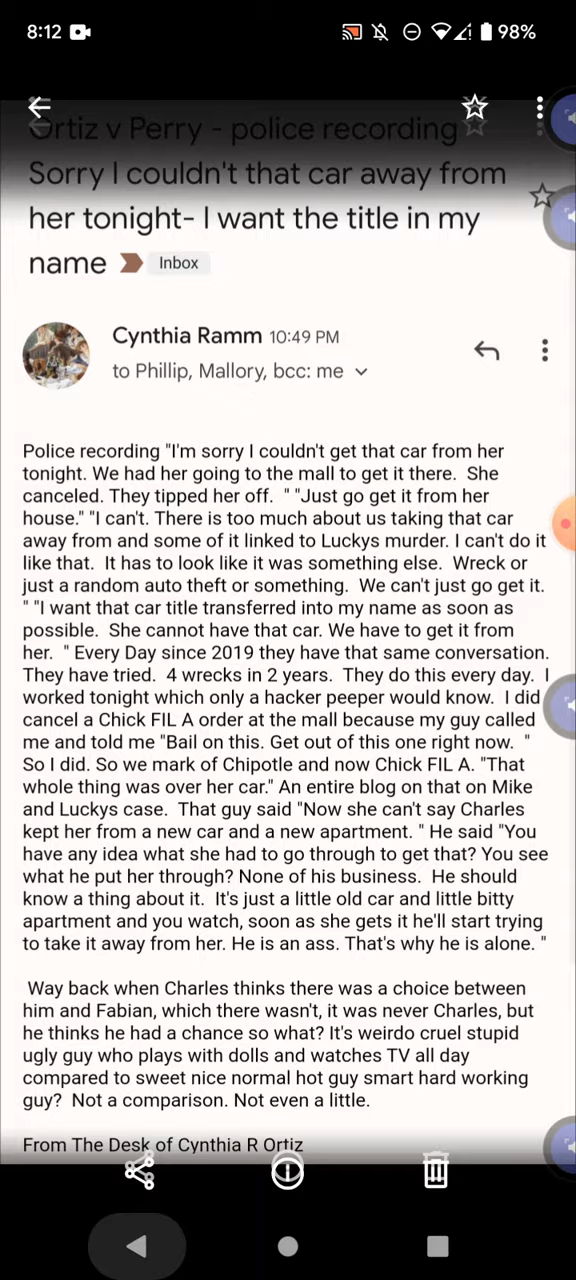 8:12
98%
Ortiz v Perry - police recording
Sorry I couldn't that car away from
her tonight- I want the title in my
name
Inbox
Cynthia Ramm 10:49 PM
to Phillip, Mallory, bcc: me
Police recording "I'm sorry I couldn't get that car from her
tonight. We had her going to the mall to get it there.  She
canceled. They tipped her off.  " "Just go get it from her
house." "I can't. There is too much about us taking that car
away from and some of it linked to Luckys murder. I can't do it
like that.  It has to look like it was something else.  Wreck or
just a random auto theft or something.  We can't just go get it.
" "I want that car title transferred into my name as soon as
possible.  She cannot have that car. We have to get it from
her.  " Every Day since 2019 they have that same conversation.
They have tried.  4 wrecks in 2 years.  They do this every day.  I
worked tonight which only a hacker peeper would know.  I did
cancel a Chick FIL A order at the mall because my guy called
me and told me "Bail on this. Get out of this one right now.  "
So I did. So we mark of Chipotle and now Chick FIL A. "That
whole thing was over her car." An entire blog on that on Mike
and Luckys case.  That guy said "Now she can't say Charles
kept her from a new car and a new apartment. " He said "You
have any idea what she had to go through to get that? You see
what he put her through? None of his business.  He should
know a thing about it.  It's just a little old car and little bitty
apartment and you watch, soon as she gets it he'll start trying
to take it away from her. He is an ass. That's why he is alone. "
Way back when Charles thinks there was a choice between
him and Fabian, which there wasn't, it was never Charles, but
he thinks he had a chance so what? It's weirdo cruel stupid
ugly guy who plays with dolls and watches TV all day
compared to sweet nice normal hot guy smart hard working
guy?  Not a comparison. Not even a little.
From The Desk of Cynthia R Ortiz